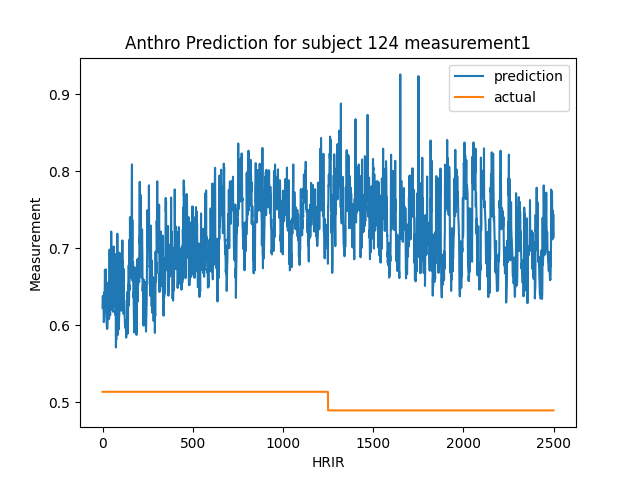 Anthro Prediction for subject 124 measurement1
prediction
actual
0.9
0.8
0.7
0.6
0.5
Measurement
0
500
1000
1500
2000
2500
HRIR